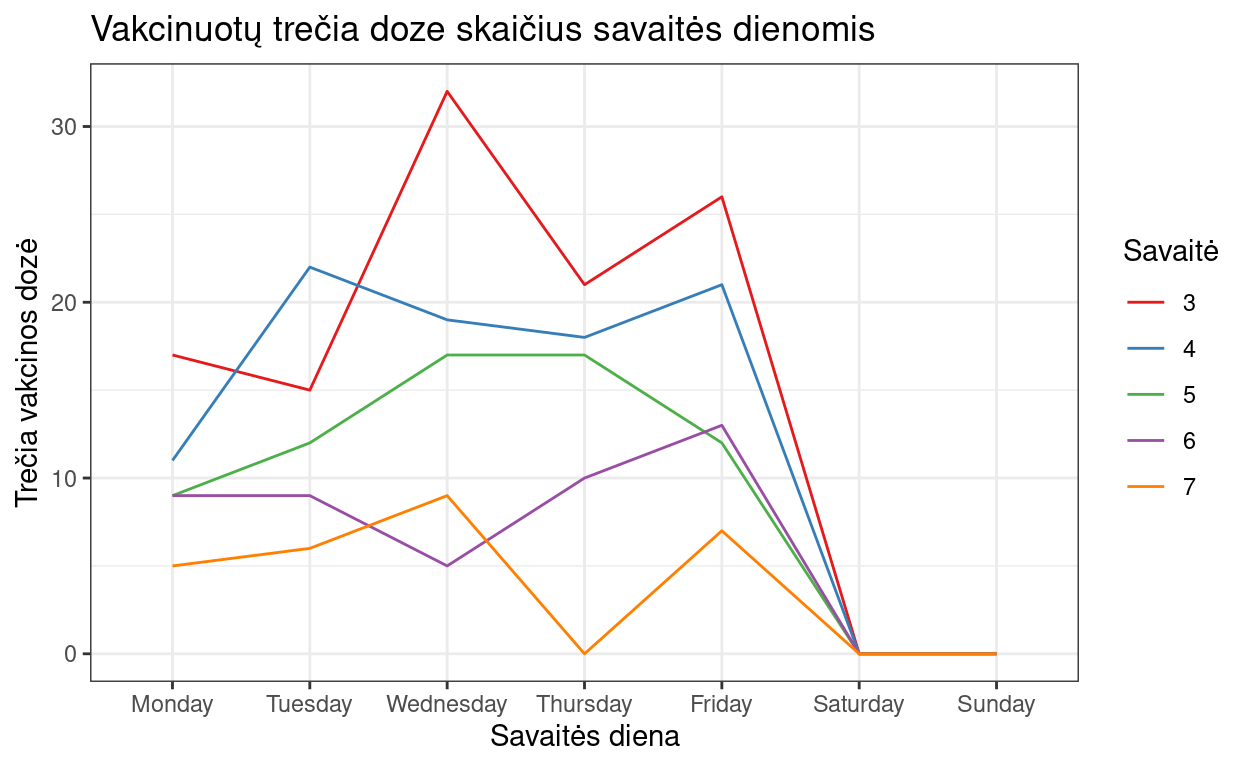 Vakcinuotų trečia doze skaičius savaitės dienomis
Trečia vakcinos dozė
30
20
10
0
Monday Tuesday Wednesday Thursday Friday Saturday Sunday
Savaitės diena
Savaitė
3
4
5
6
7